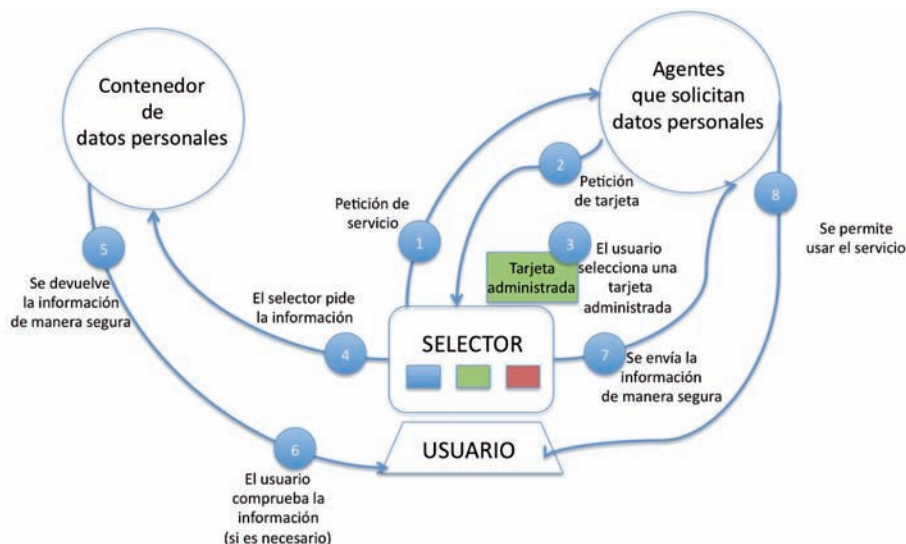 Contenedor
de
datos personales
Agentes
que solicitan
datos personales
1
Petición de
servicio
2
Petición
de tarjeta
3
Tarjeta
administrada
El usuario
selecciona una
tarjeta
administrada
4
El selector pide
la información
5
Se devuelve
la información
de manera segura
6
El usuario
comprueba la
información
(si es necesario)
7
Se envía la
información
de manera segura
8
Se permite
usar el servicio
SELECTOR
USUARIO